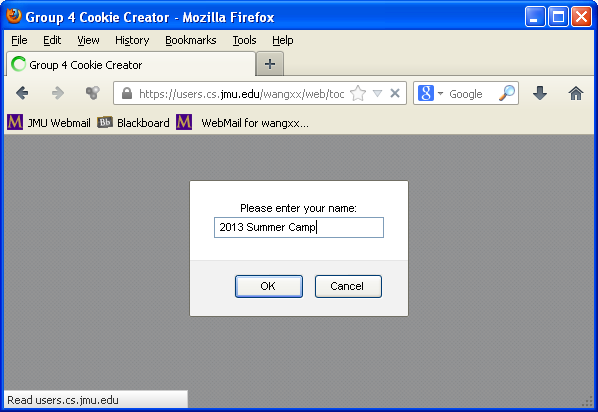 Group 4 Cookie Creator - Mozilla Firefox
File Edit View History Bookmarks Tools Help
Group 4 Cookie Creator
https://users.cs.jmu.edu/wangxx/web/toc
Google
JMU Webmail Blackboard WebMail for wangxx...
Please enter your name:
2013 Summer Camp
OK Cancel
Read users.cs.jmu.edu